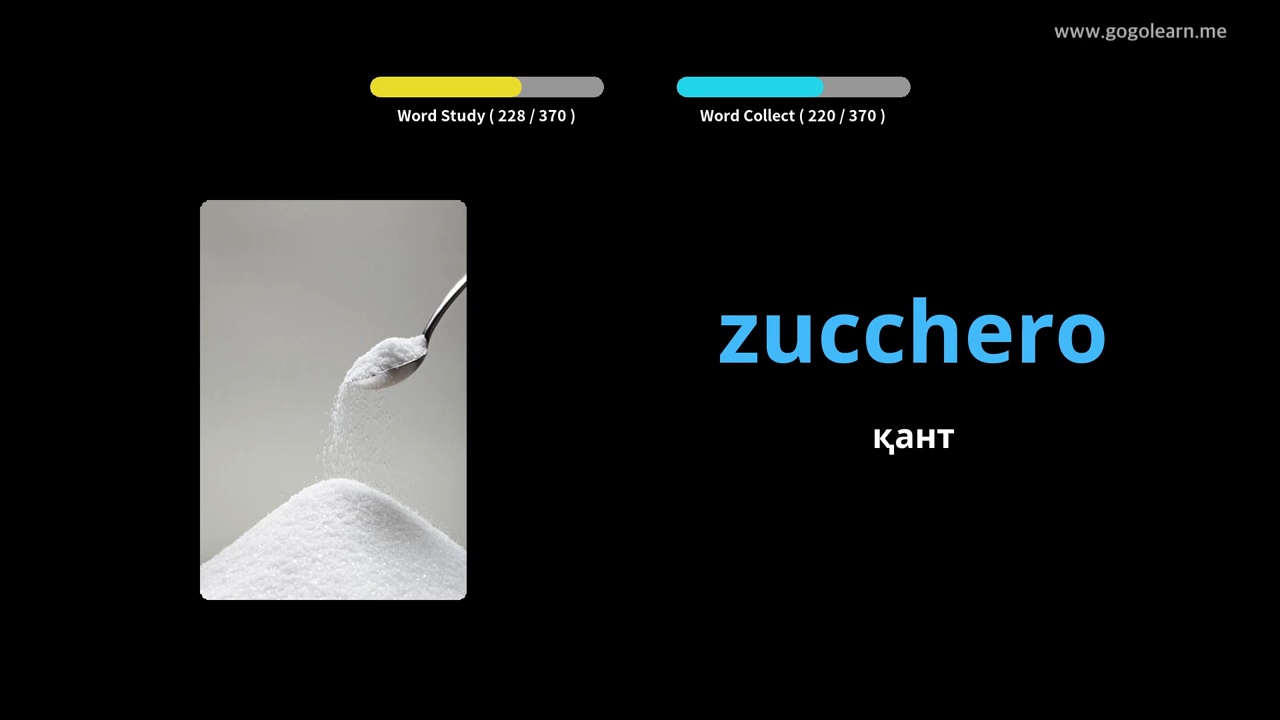 www.gogolearn.me
Word Study ( 228 / 370 )
Word Collect ( 220 / 370 )
zucchero
қант